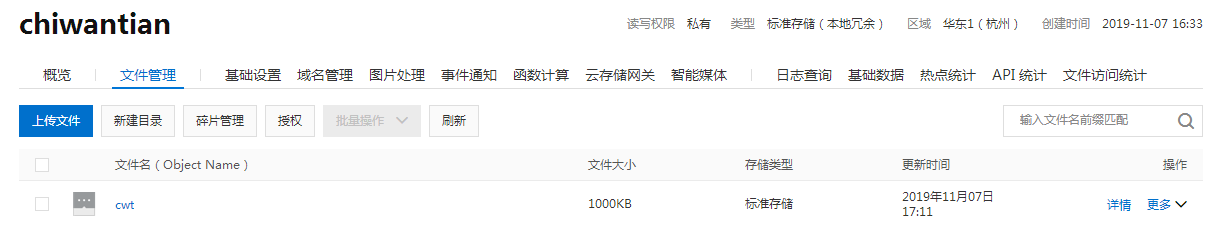 chiwantian 读写权限 私有 类型 标准存储（本地冗余） 区域 华东1（杭州） 创建时间 2019-11-07 16:33
概览 文件管理 基础设置 域名管理 图片处理 事件通知 函数计算 云存储网关 智能媒体 日志查询 基础数据 热点统计 API 统计 文件访问统计
上传文件 新建目录 碎片管理 授权 批量操作 刷新 输入文件名前缀匹配
文件名（Object Name） 文件大小 存储类型 更新时间 操作
cwt 1000KB 标准存储 2019年11月07日 详情 更多
17:11